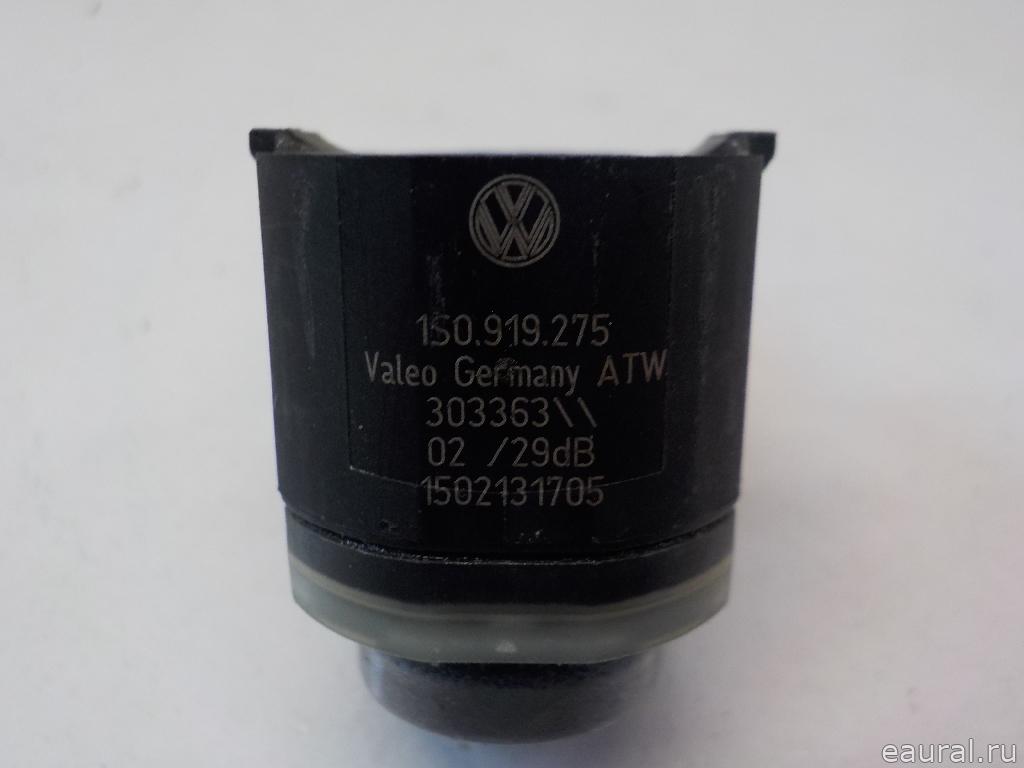 1S0.919.275
Valeo Germany ATW
303363\\
02 /29dB
1502131705
eaural.ru